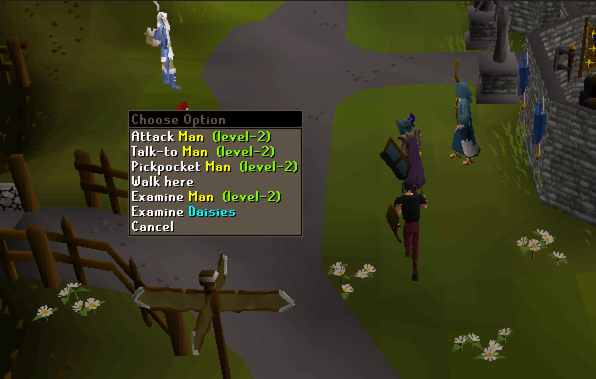 Choose Option
Attack Man (level-2)
Talk-to Man (level-2)
Pickpocket Man (level-2)
Walk here
Examine Man (level-2)
Examine Daisies
Cancel